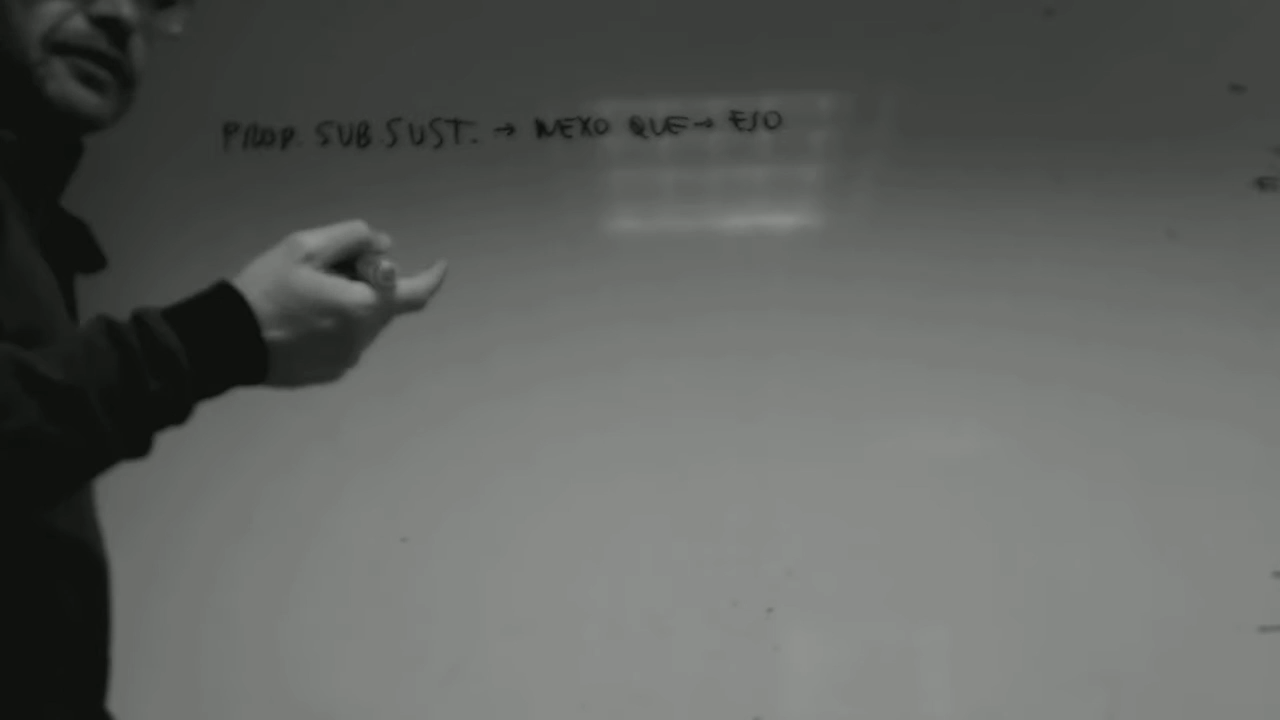 PROP. SUB SUST. → NEXO QUE → ESO